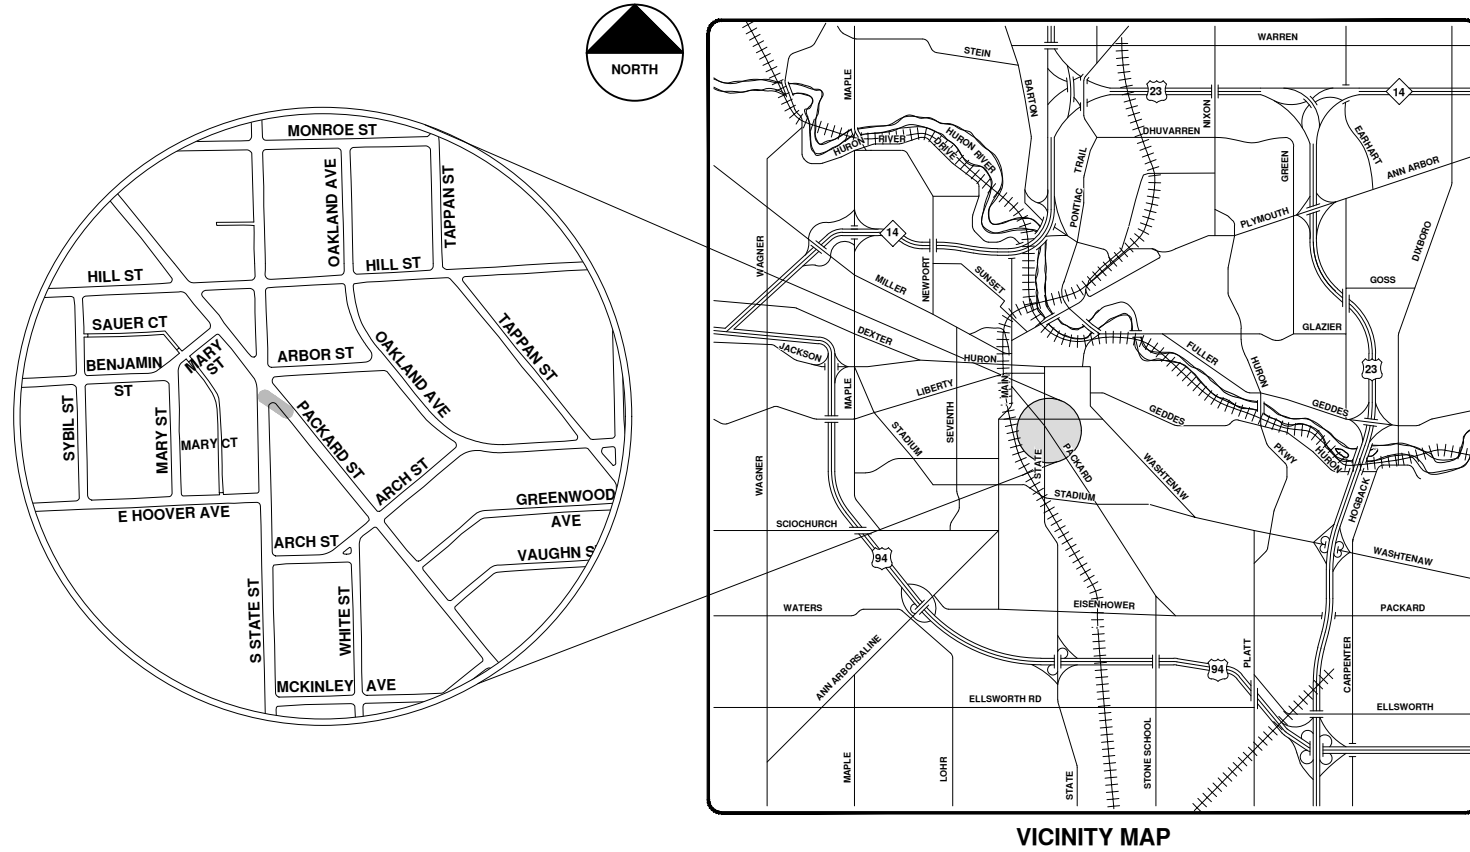 NORTH
MONROE ST
OAKLAND AVE
TAPPAN ST
HILL ST
HILL ST
SAUER CT
BENJAMIN
ST
MARY
ST
ARBOR ST
OAKLAND AVE
TAPPAN ST
SYBIL ST
MARY ST
MARY CT
PACKARD ST
ARCH ST
GREENWOOD
AVE
E HOOVER AVE
ARCH ST
VAUGHN S
S STATE ST
WHITE ST
MCKINLEY AVE
WARREN
STEIN
MAPLE
BARTON
23
NIXON
14
HURON RIVER
DRIVE
HURON RIVER
DHUVARREN
EARHART
PONTIAC TRAIL
GREEN
ANN ARBOR
PLYMOUTH
DIXBORO
WAGNER
14
NEWPORT
MILLER
SUNSET
GOSS
DEXTER
GLAZIER
JACKSON
HURON
FULLER
HURON
23
MAPLE
LIBERTY
MAIN
GEDDES
GEDDES
SEVENTH
STADIUM
STATE
PACKARD
WASHTENAW
PKWY
HURON
WAGNER
STADIUM
HOGBACK
SCIOCHURCH
94
WASHTENAW
WATERS
EISENHOWER
PACKARD
ANN ARBORSALINE
PLATT
CARPENTER
94
ELLSWORTH RD
ELLSWORTH
MAPLE
LOHR
STATE
STONE SCHOOL
VICINITY MAP